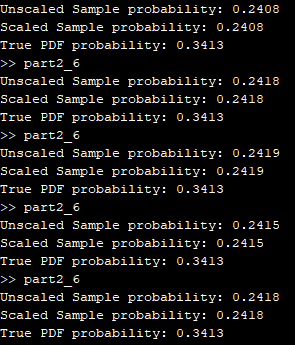 Unscaled Sample probability: 0.2408
Scaled Sample probability: 0.2408
True PDF probability: 0.3413
>> part2_6
Unscaled Sample probability: 0.2418
Scaled Sample probability: 0.2418
True PDF probability: 0.3413
>> part2_6
Unscaled Sample probability: 0.2419
Scaled Sample probability: 0.2419
True PDF probability: 0.3413
>> part2_6
Unscaled Sample probability: 0.2415
Scaled Sample probability: 0.2415
True PDF probability: 0.3413
>> part2_6
Unscaled Sample probability: 0.2418
Scaled Sample probability: 0.2418
True PDF probability: 0.3413